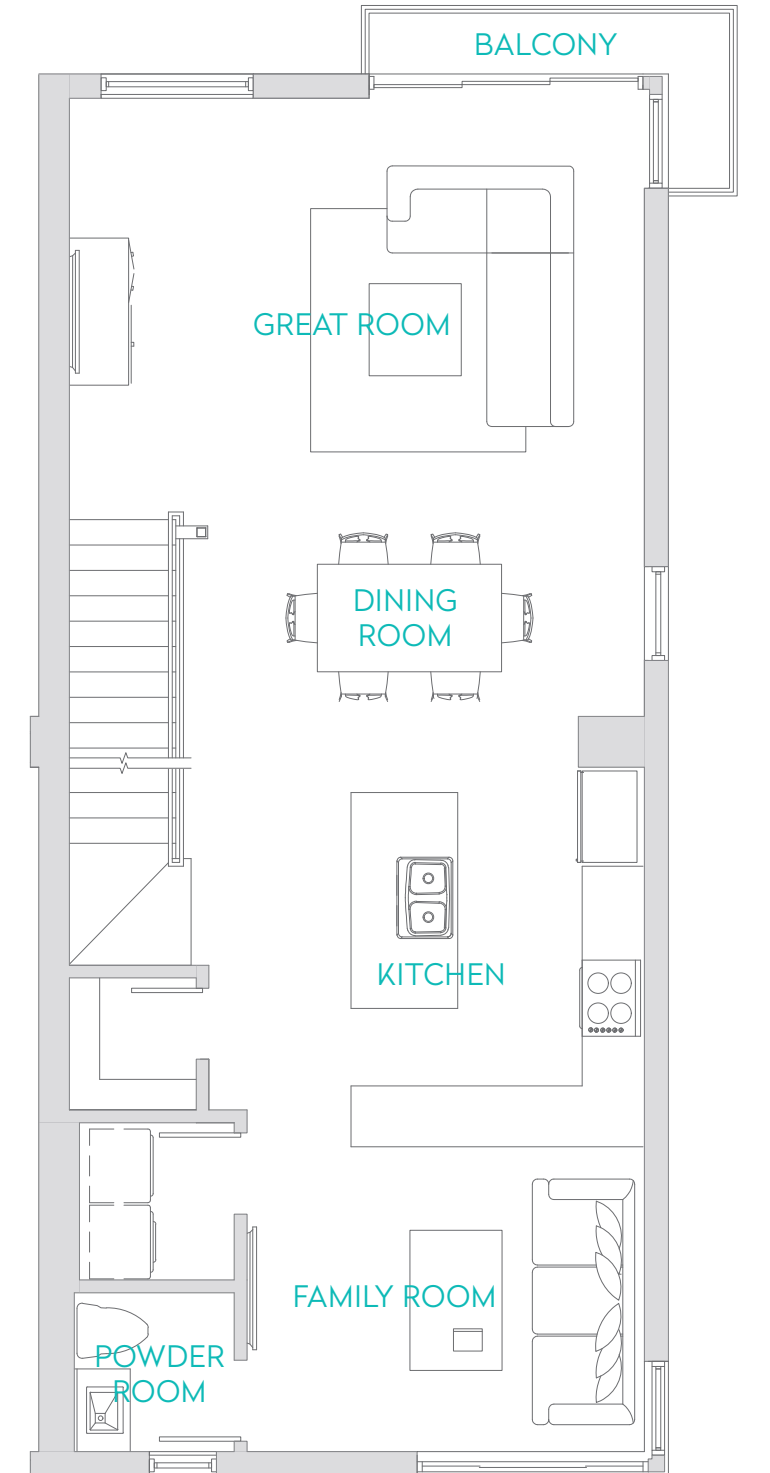 BALCONY
GREAT ROOM
DINING
ROOM
KITCHEN
FAMILY ROOM
POWDER
ROOM